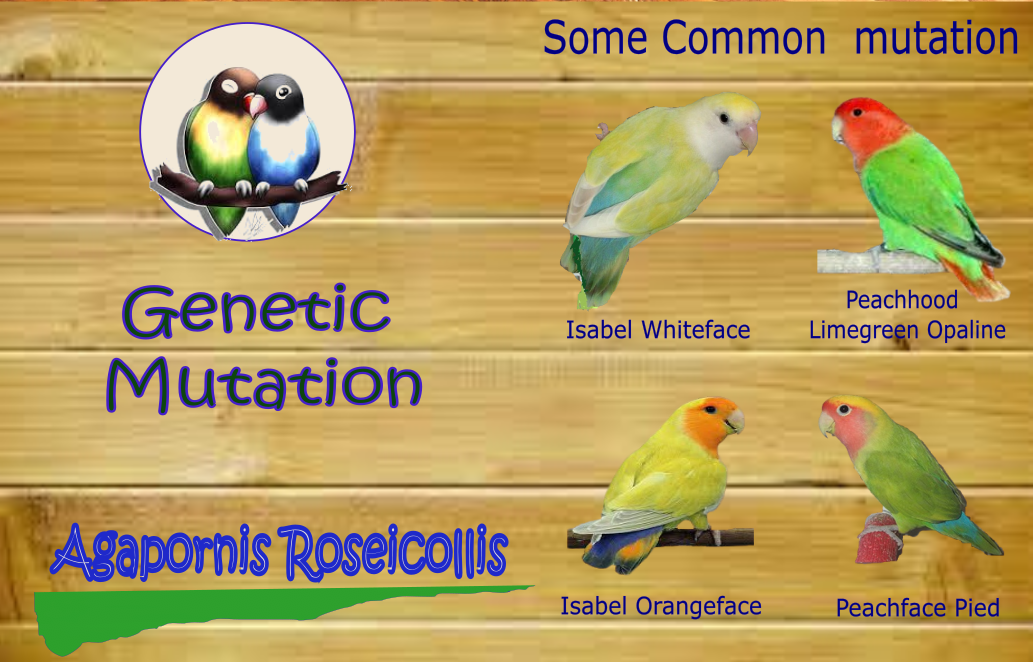 Genetic
Mutation
Agapornis Roseicollis
Some Common mutation
Isabel Whiteface
Peachhood
Limegreen Opaline
Isabel Orangeface
Peachface Pied